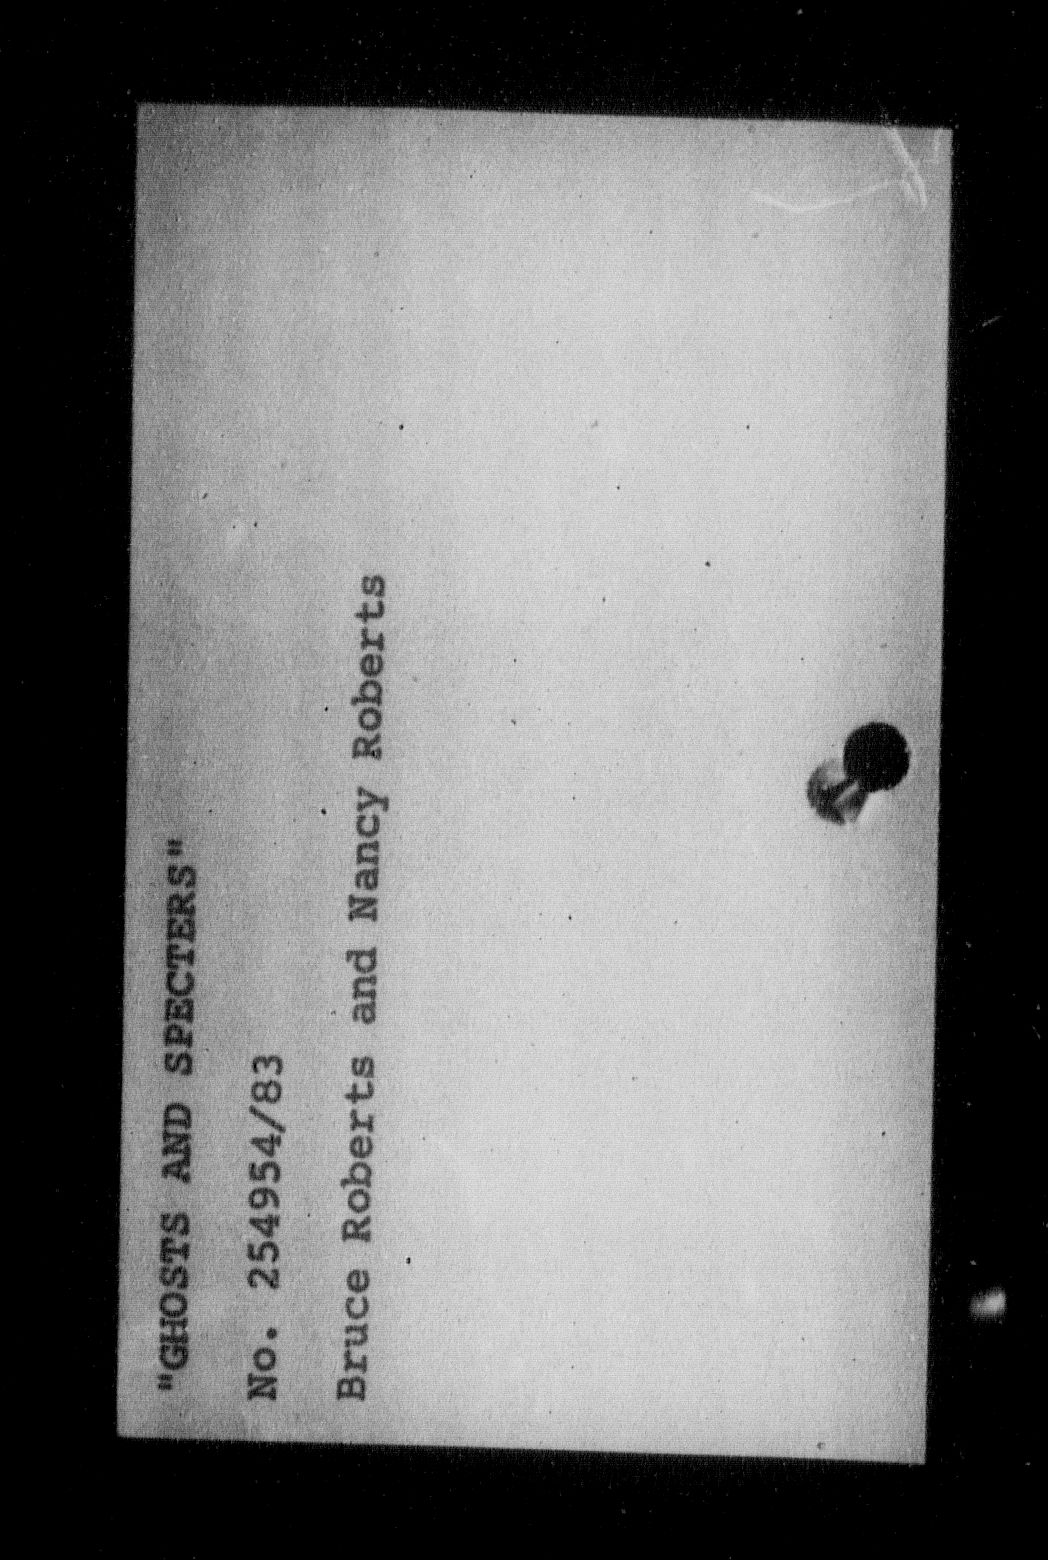 "GHOSTS AND SPECTERS"
No. 254954/83
Bruce Roberts and Nancy Roberts